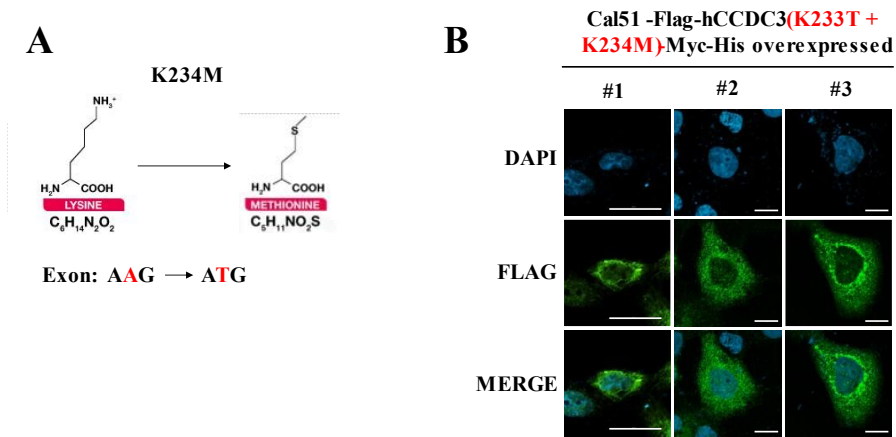 A
K234M
NH₃⁺
H₂N
COOH
LYSINE
C₆H₁₄N₂O₂
S
H₂N
COOH
METHIONINE
C₅H₁₁NO₂S
Exon: AAG → ATG
B
Cal51 -Flag-hCCDC3(K233T +
K234M)-Myc-His overexpressed
#1 #2 #3
DAPI
FLAG
MERGE